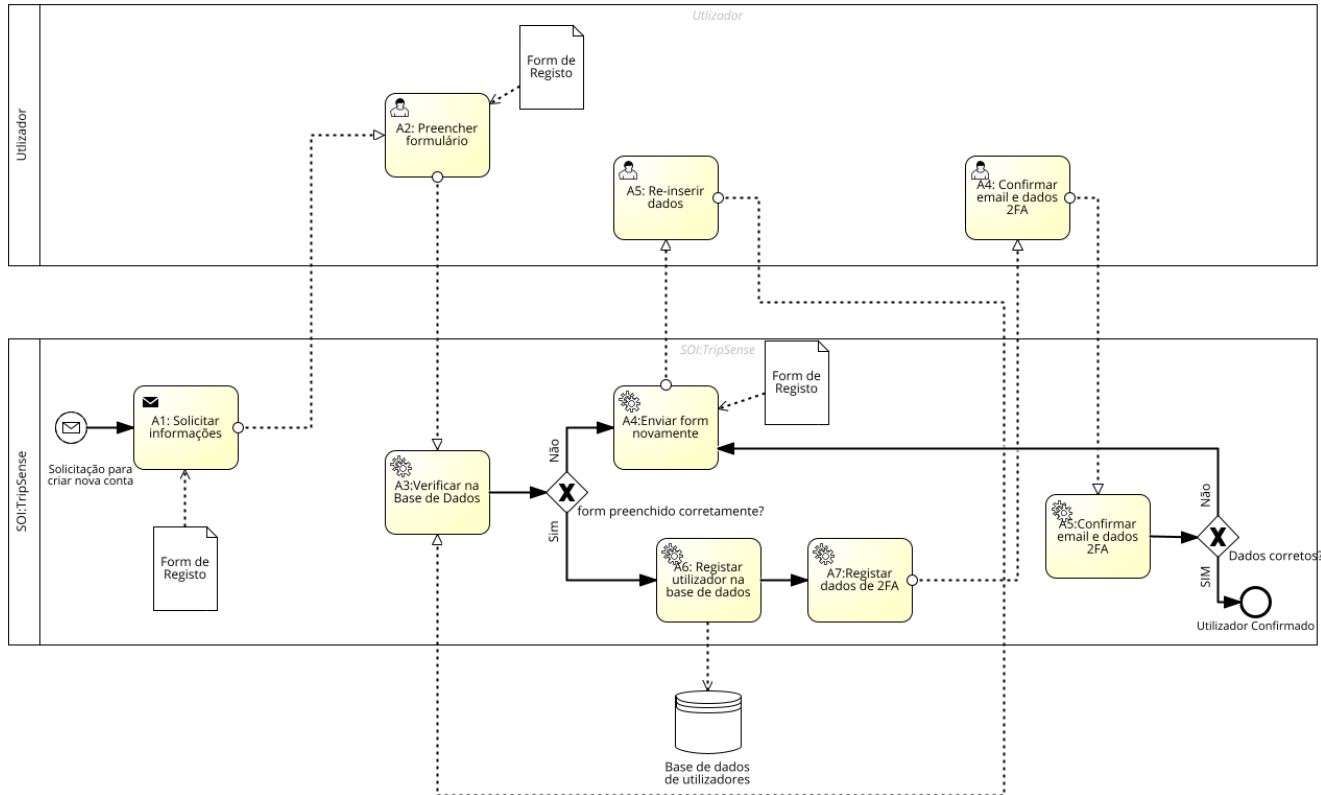 Utlizador
Utlizador
Form de
Registo
A2: Preencher
formulário
A5: Re-inserir
dados
A4: Confirmar
email e dados
2FA
SOI:TripSense
SOI:TripSense
Solicitação para
criar nova conta
A1: Solicitar
informações
Form de
Registo
A3:Verificar na
Base de Dados
Não
form preenchido corretamente?
Sim
A4:Enviar form
novamente
Form de
Registo
A6: Registar
utilizador na
base de dados
A7:Registar
dados de 2FA
A5:Confirmar
email e dados
2FA
Não
Dados corretos?
SIM
Utilizador Confirmado
Base de dados
de utilizadores